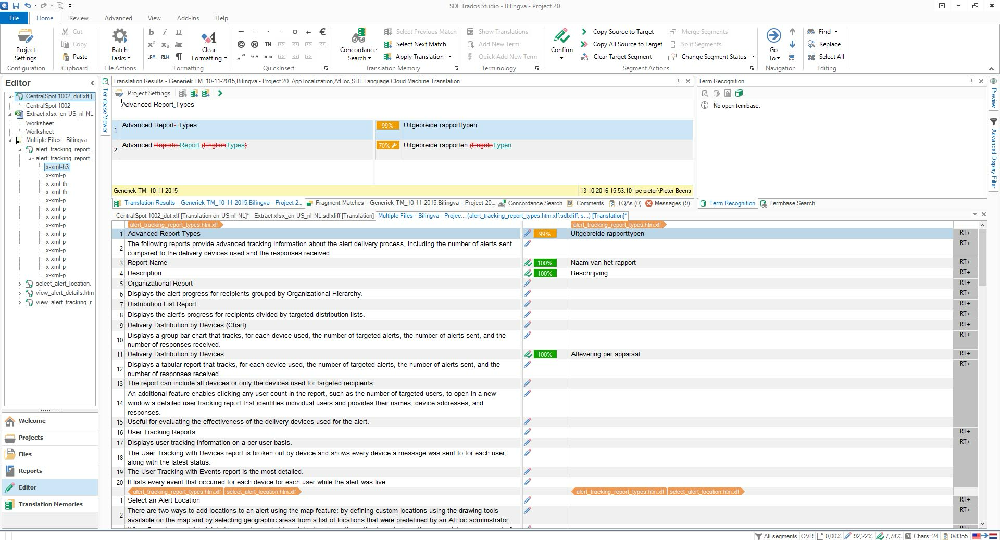 SDL Trados Studio - Bilingva - Project 20
File Home Review Advanced View Add-Ins Help
Project Settings
Configuration
Cut
Copy
Paste
Clipboard
Batch Tasks
File Actions
b i u
x² x₂ Aa
LRM RLM ¶
Clear Formatting
Formatting
— – - ¬ o ↵ €
© ® TM
„ ” “ ” « »
QuickInsert
Concordance Search
Select Previous Match
Select Next Match
Apply Translation
Translation Memory
Show Translations
Add New Term
Quick Add New Term
Terminology
Confirm
Copy Source to Target
Copy All Source to Target
Clear Target Segment
Merge Segments
Split Segments
Change Segment Status
Segment Actions
Go To
Navigation
Find
Replace
Select All
Editing
Editor
CentralSpot 1002_dut.xlf [
CentralSpot 1002
Extract.xlsx_en-US_nl-NL
Worksheet
Worksheet
Multiple Files - Bilingva -
alert_tracking_report_
alert_tracking_report_
x-xml-h3
x-xml-p
x-xml-th
x-xml-th
x-xml-p
x-xml-p
x-xml-p
x-xml-p
x-xml-p
x-xml-p
x-xml-p
x-xml-p
x-xml-p
x-xml-p
select_alert_location.
view_alert_details.htm
view_alert_tracking_r
Welcome
Projects
Files
Reports
Editor
Translation Memories
Termbase Viewer
Translation Results - Generiek TM_10-11-2015,Bilingva - Project 20_App localization,AtHoc,SDL Language Cloud Machine Translation
Project Settings
Advanced Report Types
1 Advanced Report- Types 99% Uitgebreide rapporttypen
2 Advanced Reports Report (EnglishTypes) 70% Uitgebreide rapporten (EngelsTypen
Generiek TM_10-11-2015 13-10-2016 15:53:10 pc-pieter\Pieter Beens
Translation Results - Generiek TM_10-11-2015,Bilingva - Project 2... Fragment Matches - Generiek TM_10-11-2015,Bilingva - Project 20... Concordance Search Comments TQAs (0) Messages (9)
Term Recognition
No open termbase.
Term Recognition Termbase Search
Preview
Advanced Display Filter
CentralSpot 1002_dut.xlf [Translation en-US-nl-NL]* Extract.xlsx_en-US_nl-NL.sdlxliff [Translation] Multiple Files - Bilingva - Projec... (alert_tracking_report_types.htm.xlf.sdlxliff, s...) [Translation]*
alert_tracking_report_types.htm.xlf alert_tracking_report_types.htm.xlf
1 Advanced Report Types 99% Uitgebreide rapporttypen RT+
2 The following reports provide advanced tracking information about the alert delivery process, including the number of alerts sent RT+
compared to the delivery devices used and the responses received.
3 Report Name 100% Naam van het rapport RT+
4 Description 100% Beschrijving RT+
5 Organizational Report RT+
6 Displays the alert progress for recipients grouped by Organizational Hierarchy. RT+
7 Distribution List Report RT+
8 Displays the alert's progress for recipients divided by targeted distribution lists. RT+
9 Delivery Distribution by Devices (Chart) RT+
10 Displays a group bar chart that tracks, for each device used, the number of targeted alerts, the number of alerts sent, and the RT+
number of responses received.
11 Delivery Distribution by Devices 100% Aflevering per apparaat RT+
12 Displays a tabular report that tracks, for each device used, the number of targeted alerts, the number of alerts sent, and the RT+
number of responses received.
13 The report can include all devices or only the devices used for targeted recipients.
14 An additional feature enables clicking any user count in the report, such as the number of targeted users, to open in a new
window a detailed user tracking report that identifies individual users and provides their names, device addresses, and
responses.
15 Useful for evaluating the effectiveness of the delivery devices used for the alert.
16 User Tracking Reports RT+
17 Displays user tracking information on a per user basis. RT+
18 The User Tracking with Devices report is broken out by device and shows every device a message was sent to for each user,
along with the latest status.
19 The User Tracking with Events report is the most detailed.
20 It lists every event that occurred for each device for each user while the alert was live.
alert_tracking_report_types.htm.xlf select_alert_location.htm.xlf alert_tracking_report_types.htm.xlf select_alert_location.htm.xlf
1 Select an Alert Location RT+
2 There are two ways to add locations to an alert using the map feature: by defining custom locations using the drawing tools RT+
available on the map and by selecting geographic areas from a list of locations that were predefined by an AtHoc administrator.
All segments OVR 0,00% 92,22% 7,78% Chars: 24 0/8355